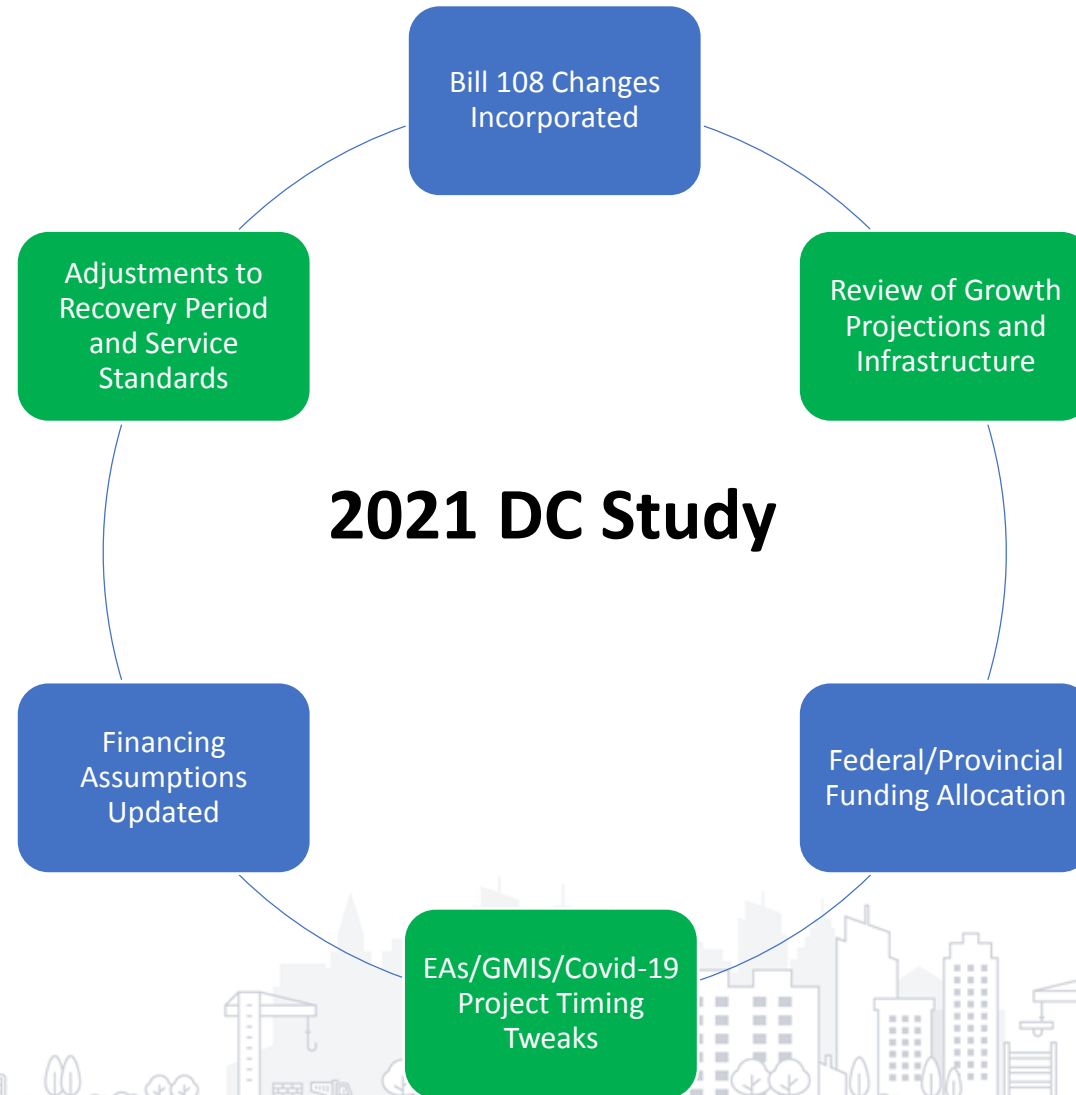 Bill 108 Changes
Incorporated
Adjustments to
Recovery Period
and Service
Standards
Review of Growth
Projections and
Infrastructure
2021 DC Study
Financing
Assumptions
Updated
Federal/Provincial
Funding Allocation
EAs/GMIS/Covid-19
Project Timing
Tweaks